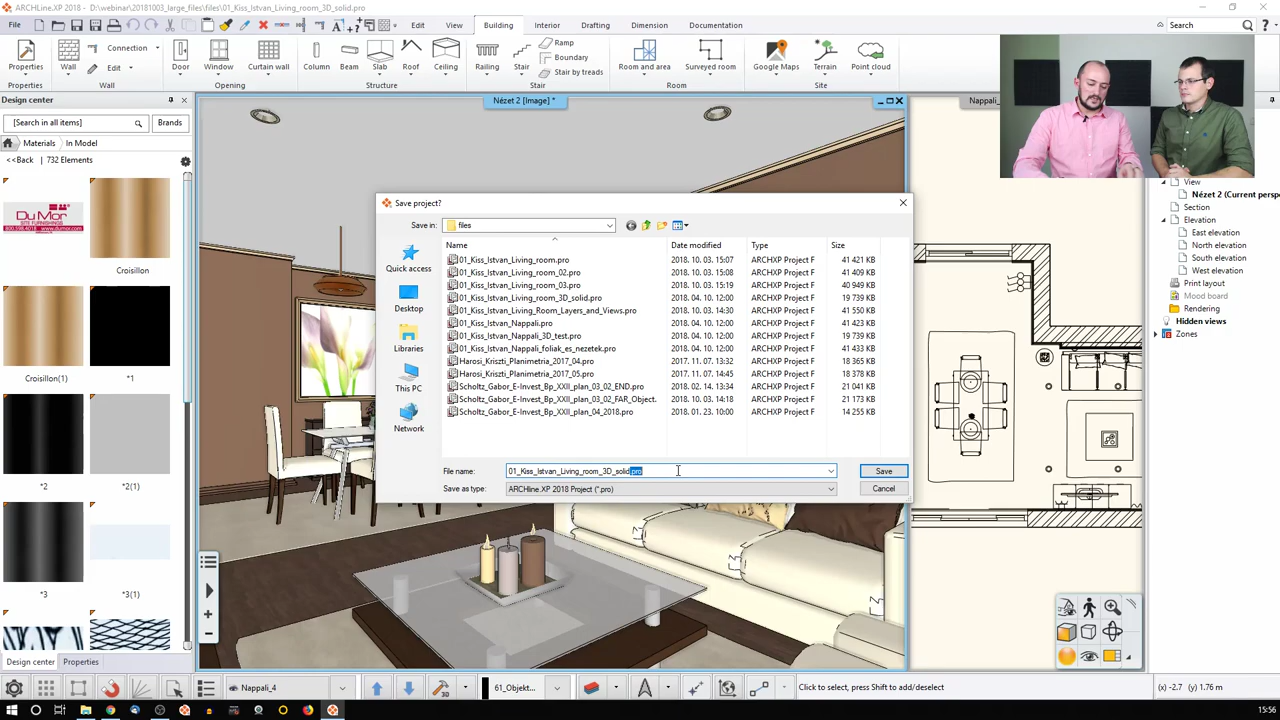 ARCHLine.XP 2018 - D:\webinar\20181003_large_files\files\01_Kiss_Istvan_Living_room_3D_solid.pro
Edit View Building Interior Drafting Dimension Documentation Search
Connection
Edit
Ramp
Boundary
Stair by treads
Properties Wall Door Window Curtain wall Column Beam Slab Roof Ceiling Railing Stair Room and area Surveyed room Google Maps Terrain Point cloud
Properties Wall Opening Structure Stair Room Site
Design center
[Search in all items] Brands
Materials In Model
<<Back 732 Elements
Du Mor
SITE FURNISHINGS
Croisillon
Croisillon(1) *1
*2 *2(1)
*3 *3(1)
Design center Properties
Nézet 2 [Image] *
Nappali_
Save project?
Save in: files
Name Date modified Type Size
Quick access
Desktop
Libraries
This PC
Network
01_Kiss_Istvan_Living_room.pro 2018. 10. 03. 15:07 ARCHXP Project F 41 421 KB
01_Kiss_Istvan_Living_room_02.pro 2018. 10. 03. 15:08 ARCHXP Project F 41 409 KB
01_Kiss_Istvan_Living_room_03.pro 2018. 10. 03. 15:19 ARCHXP Project F 40 949 KB
01_Kiss_Istvan_Living_room_3D_solid.pro 2018. 04. 10. 12:00 ARCHXP Project F 19 739 KB
01_Kiss_Istvan_Living_Room_Layers_and_Views.pro 2018. 10. 03. 14:30 ARCHXP Project F 41 550 KB
01_Kiss_Istvan_Nappali.pro 2018. 04. 10. 12:00 ARCHXP Project F 41 423 KB
01_Kiss_Istvan_Nappali_3D_test.pro 2018. 04. 10. 12:00 ARCHXP Project F 19 739 KB
01_Kiss_Istvan_Nappali_foliak_es_nezetek.pro 2018. 04. 10. 12:00 ARCHXP Project F 41 433 KB
Harosi_Kriszti_Planimetria_2017_04.pro 2017. 11. 07. 13:32 ARCHXP Project F 18 365 KB
Harosi_Kriszti_Planimetria_2017_05.pro 2017. 11. 07. 14:45 ARCHXP Project F 18 378 KB
Scholtz_Gabor_E-Invest_Bp_XXII_plan_03_02_END.pro 2018. 02. 14. 13:34 ARCHXP Project F 21 041 KB
Scholtz_Gabor_E-Invest_Bp_XXII_plan_03_02_FAR_Object. 2018. 10. 03. 14:18 ARCHXP Project F 21 173 KB
Scholtz_Gabor_E-Invest_Bp_XXII_plan_04_2018.pro 2018. 01. 23. 10:00 ARCHXP Project F 14 255 KB
File name: 01_Kiss_Istvan_Living_room_3D_solid.pro Save
Save as type: ARCHline.XP 2018 Project (*.pro) Cancel
View
Nézet 2 (Current persp
Section
Elevation
East elevation
North elevation
South elevation
West elevation
Print layout
Mood board
Rendering
Hidden views
Zones
Nappali_4 61_Objekt... Click to select, press Shift to add/deselect (x) -2.7 (y) 1.76 m
15:56